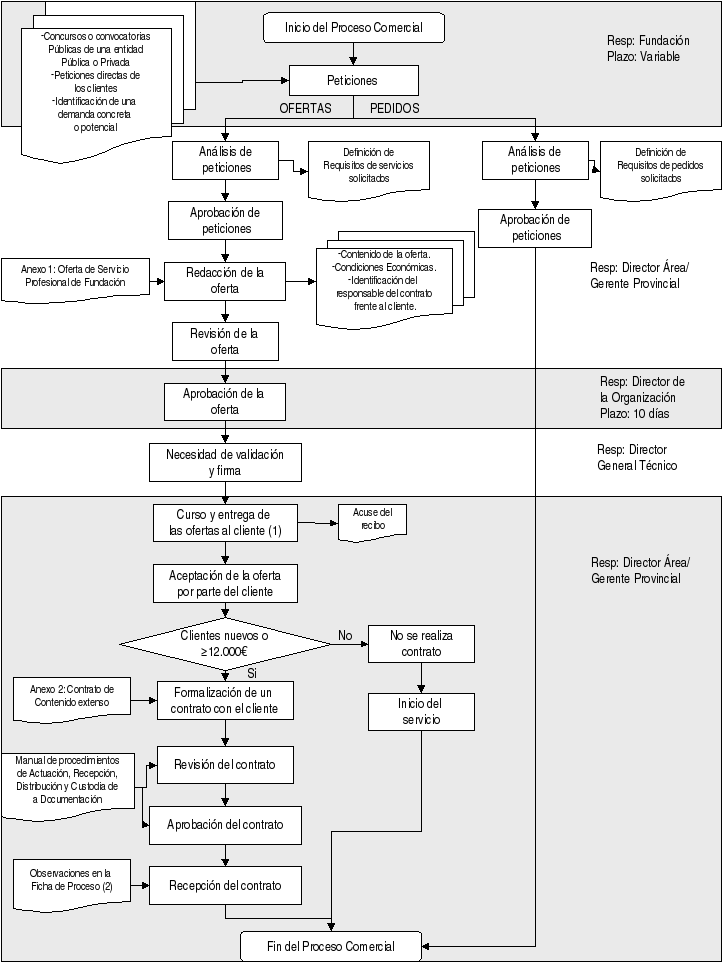 -Concursos o convocatorias
Públicas de una entidad
Pública o Privada
-Peticiones directas de
los clientes
-Identificación de una
demanda concreta
o potencial
Inicio del Proceso Comercial
Resp: Fundación
Plazo: Variable
Peticiones
OFERTAS
PEDIDOS
Análisis de
peticiones
Definición de
Requisitos de servicios
solicitados
Análisis de
peticiones
Definición de
Requisitos de pedidos
solicitados
Aprobación de
peticiones
Aprobación de
peticiones
Anexo 1: Oferta de Servicio
Profesional de Fundación
Redacción de la
oferta
-Contenido de la oferta.
-Condiciones Económicas.
-Identificación del
responsable del contrato
frente al cliente.
Resp: Director Área/
Gerente Provincial
Revisión de la
oferta
Aprobación de la
oferta
Resp: Director de
la Organización
Plazo: 10 días
Necesidad de validación
y firma
Resp: Director
General Técnico
Curso y entrega de
las ofertas al cliente (1)
Acuse del
recibo
Resp: Director Área/
Gerente Provincial
Aceptación de la oferta
por parte del cliente
Clientes nuevos o
≥12.000€
No
No se realiza
contrato
Si
Anexo 2: Contrato de
Contenido extenso
Formalización de un
contrato con el cliente
Inicio del
servicio
Manual de procedimientos
de Actuación, Recepción,
Distribución y Custodia de
a Documentación
Revisión del contrato
Aprobación del contrato
Observaciones en la
Ficha de Proceso (2)
Recepción del contrato
Fin del Proceso Comercial